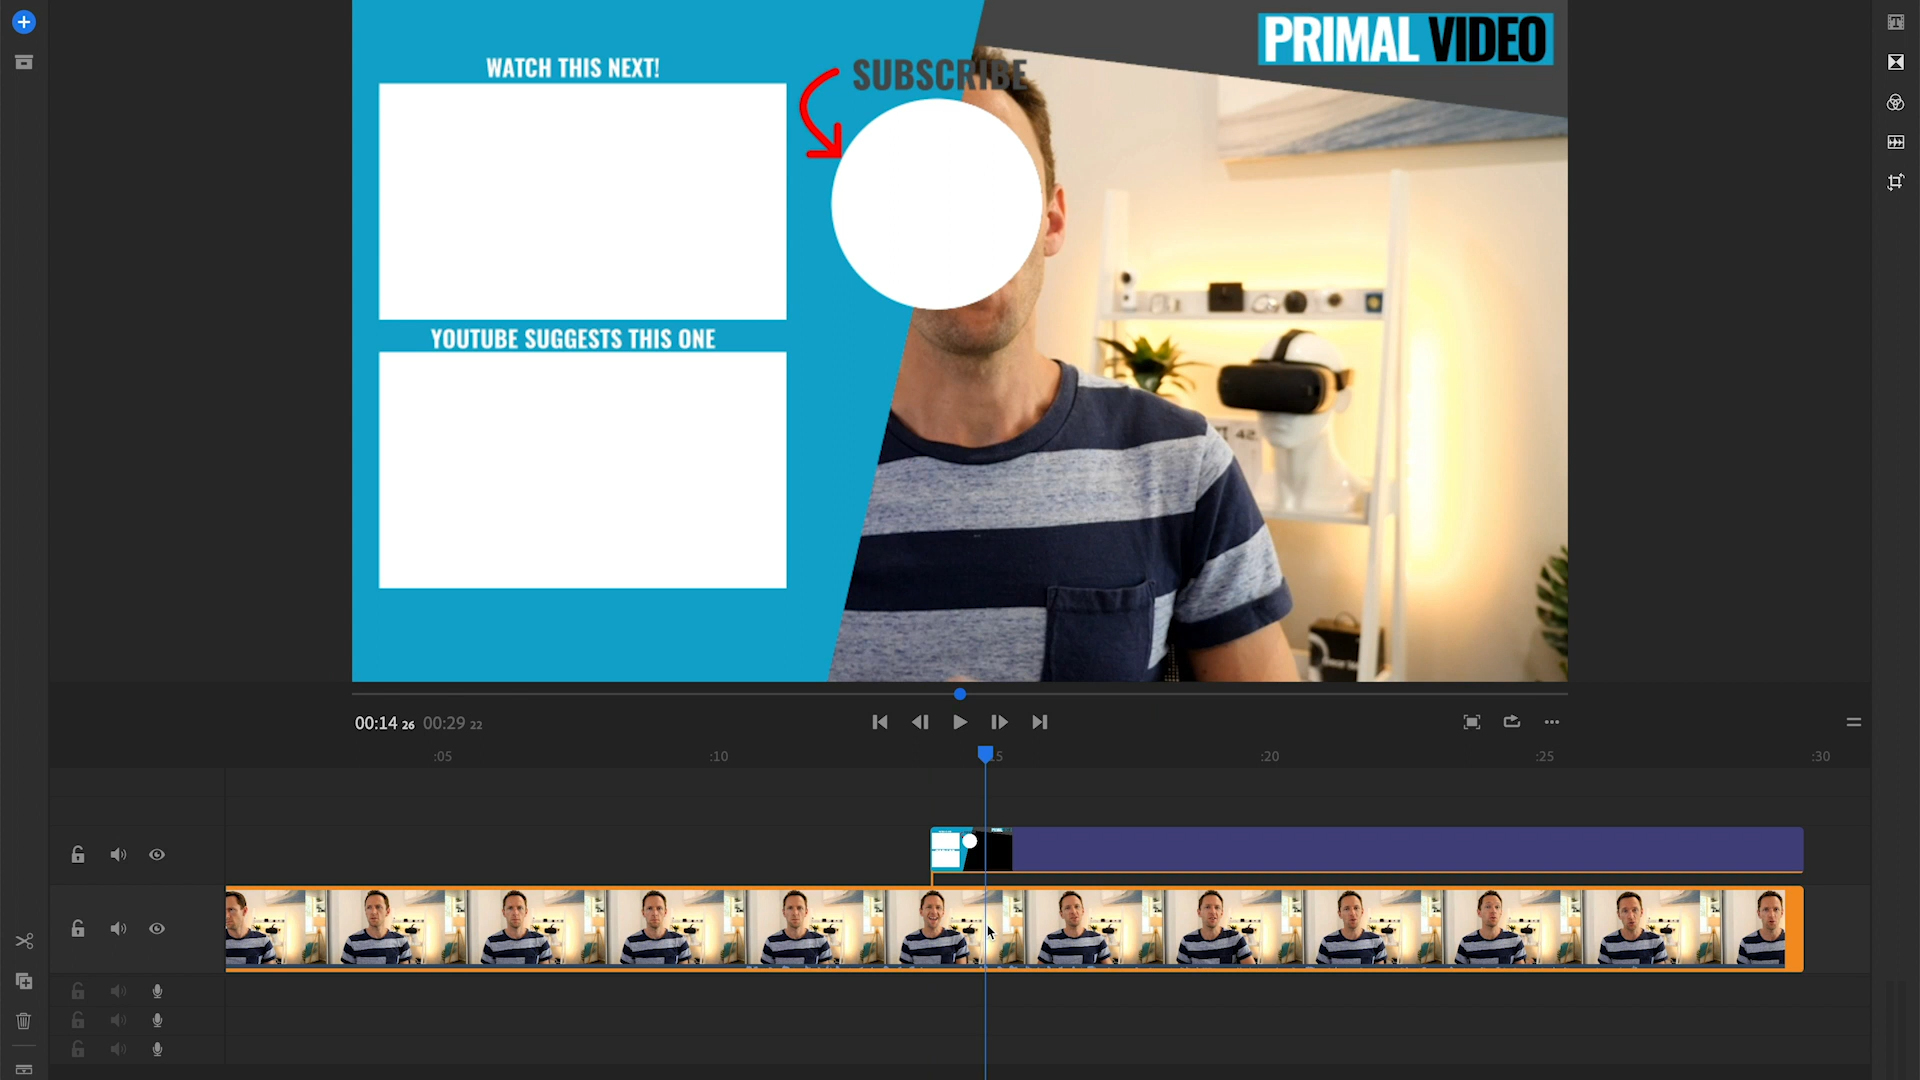 PRIMAL VIDEO
WATCH THIS NEXT!
SUBSCRIBE
YOUTUBE SUGGESTS THIS ONE
42.
00:14 26 00:29 22
:05
:10
:20
:25
:30